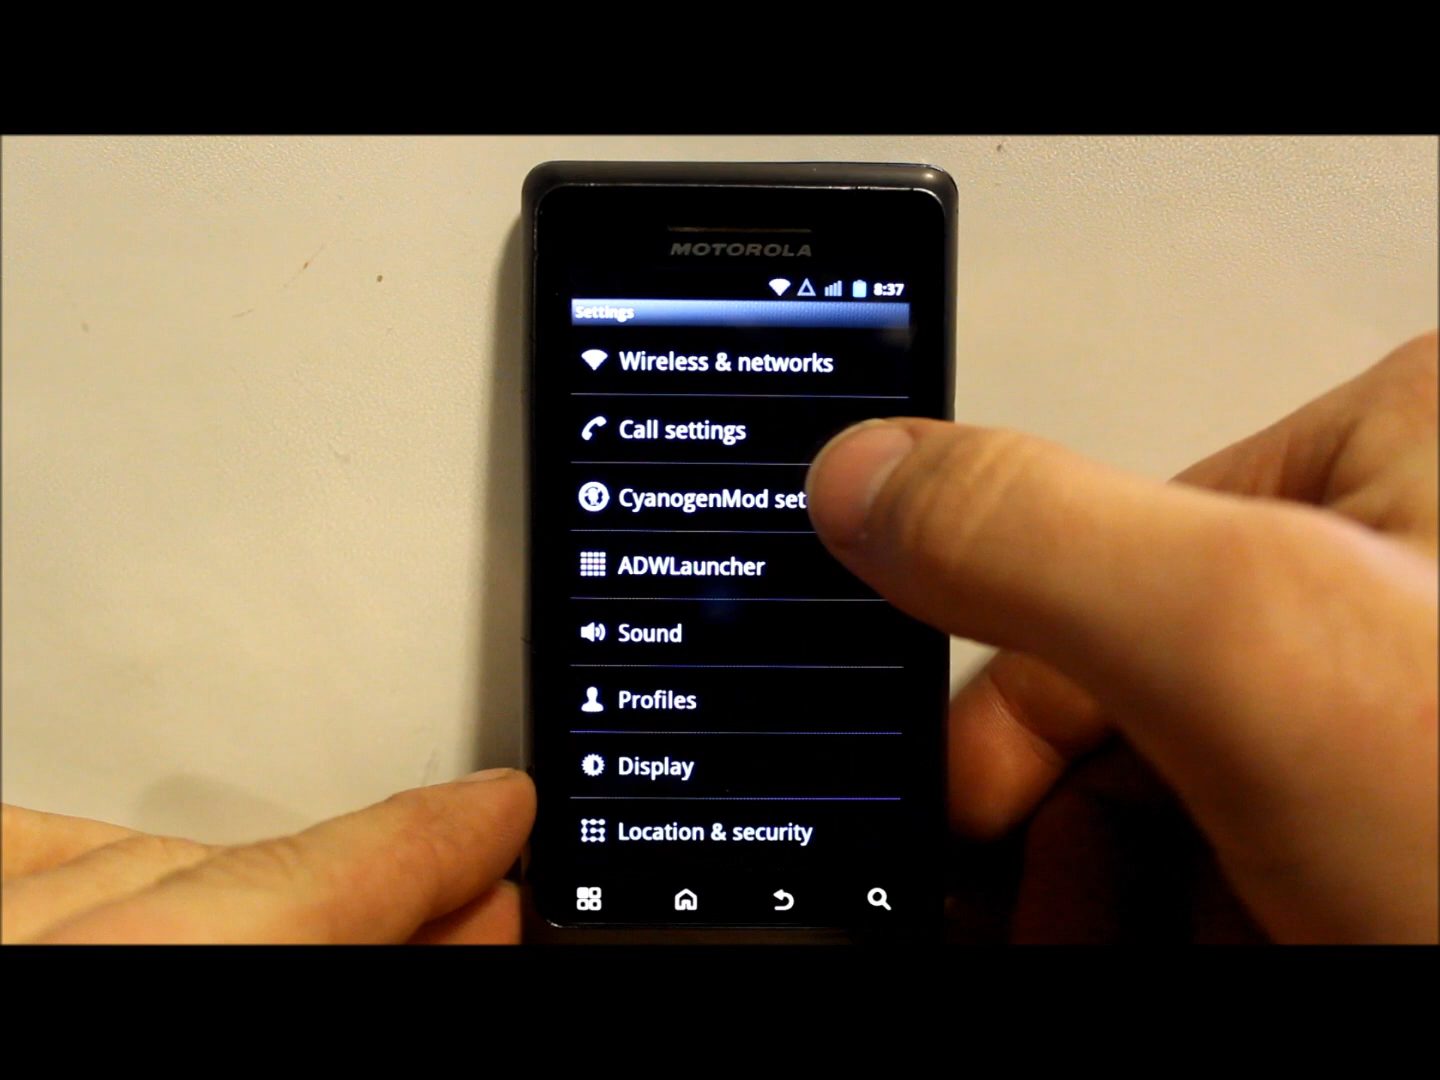 MOTOROLA
8:37
Settings
Wireless & networks
Call settings
CyanogenMod set
ADWLauncher
Sound
Profiles
Display
Location & security